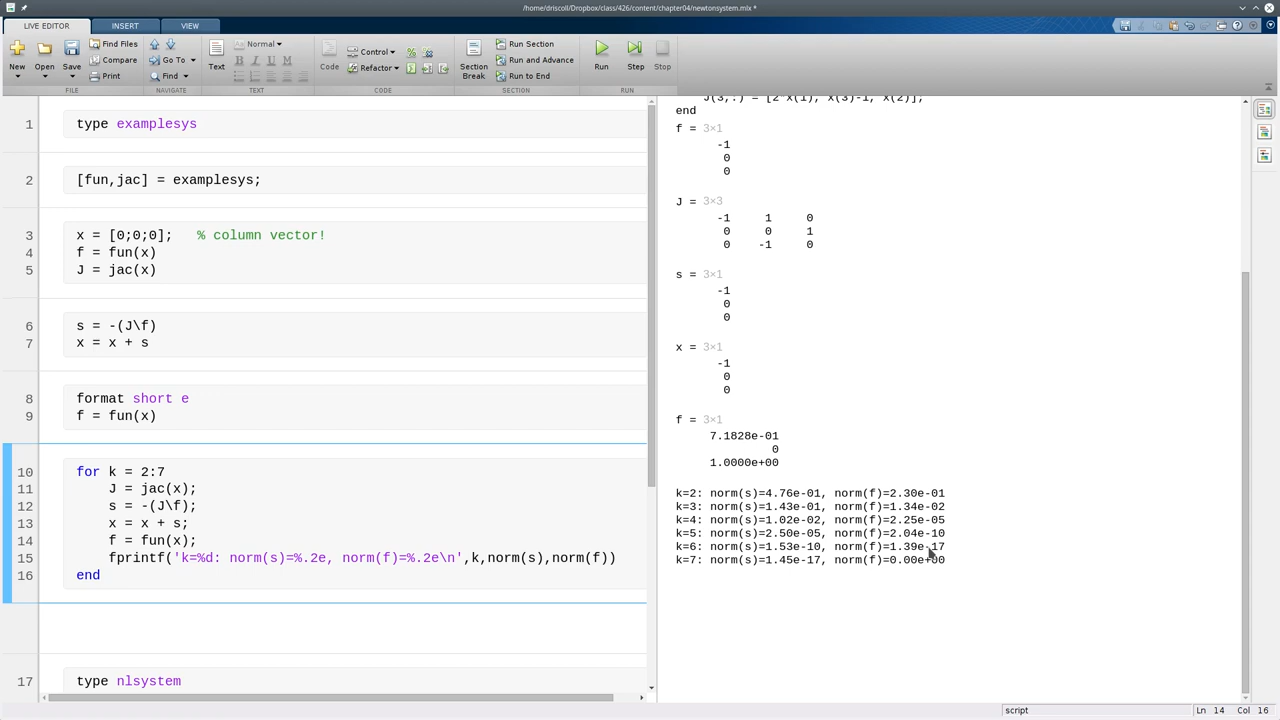 /home/driscoll/Dropbox/class/426/content/chapter04/newtonsystem.mlx *
LIVE EDITOR
INSERT
VIEW
New
Open
Save
Find Files
Compare
Print
FILE
Go To
Find
NAVIGATE
Text
Normal
B I U M
TEXT
Code
Control
Refactor
CODE
Section Break
Run Section
Run and Advance
Run to End
SECTION
Run
Step
Stop
RUN
1 type examplesys
2 [fun,jac] = examplesys;
3 x = [0;0;0]; % column vector!
4 f = fun(x)
5 J = jac(x)
6 s = -(J\f)
7 x = x + s
8 format short e
9 f = fun(x)
10 for k = 2:7
11 J = jac(x);
12 s = -(J\f);
13 x = x + s;
14 f = fun(x);
15 fprintf('k=%d: norm(s)=%.2e, norm(f)=%.2e\n',k,norm(s),norm(f))
16 end
17 type nlsystem
J(3,:) = [2*x(1), x(3)-1, x(2)];
end
f = 3×1
-1
0
0
J = 3×3
-1 1 0
0 0 1
0 -1 0
s = 3×1
-1
0
0
x = 3×1
-1
0
0
f = 3×1
7.1828e-01
0
1.0000e+00
k=2: norm(s)=4.76e-01, norm(f)=2.30e-01
k=3: norm(s)=1.43e-01, norm(f)=1.34e-02
k=4: norm(s)=1.02e-02, norm(f)=2.25e-05
k=5: norm(s)=2.50e-05, norm(f)=2.04e-10
k=6: norm(s)=1.53e-10, norm(f)=1.39e-17
k=7: norm(s)=1.45e-17, norm(f)=0.00e+00
script
Ln 14 Col 16